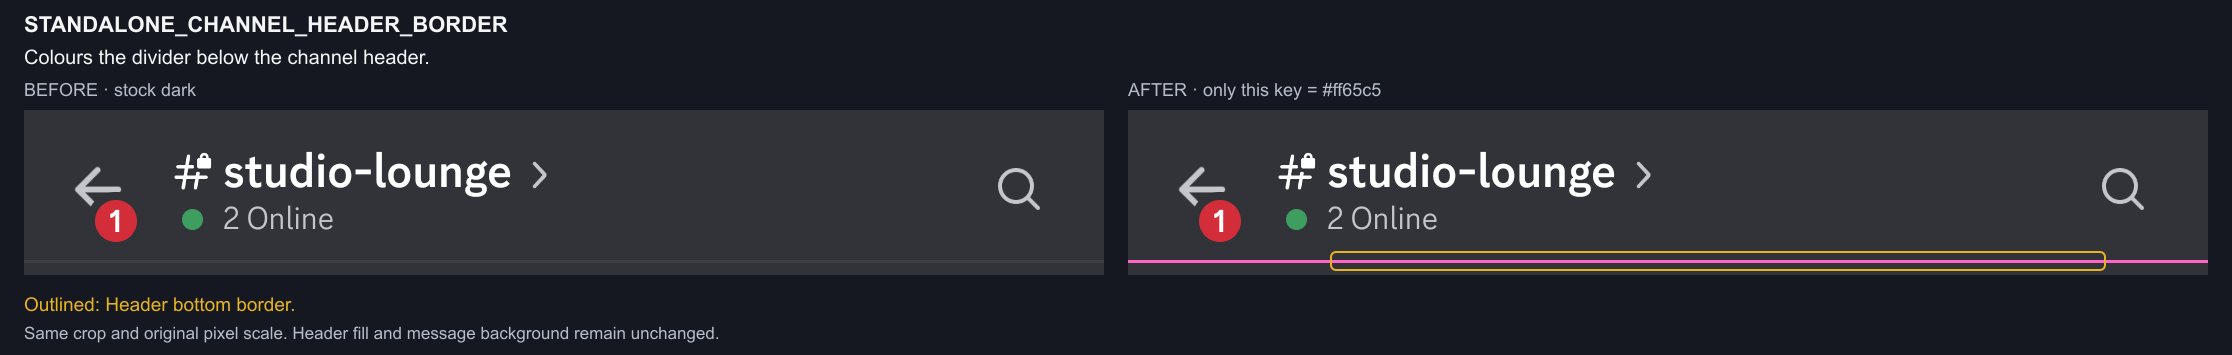 STANDALONE_CHANNEL_HEADER_BORDER
Colours the divider below the channel header.
BEFORE · stock dark
# studio-lounge >
1
2 Online
AFTER · only this key = #ff65c5
# studio-lounge >
1
2 Online
Outlined: Header bottom border.
Same crop and original pixel scale. Header fill and message background remain unchanged.